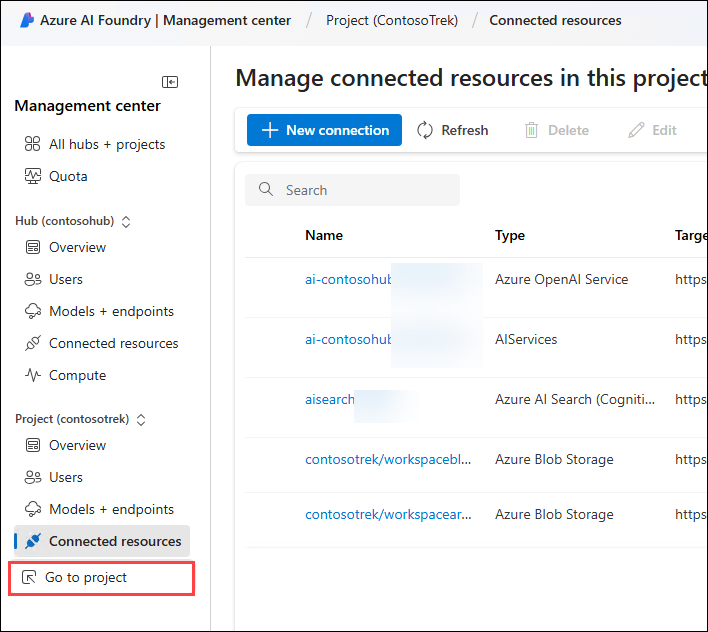 Azure AI Foundry | Management center / Project (ContosoTrek) / Connected resources
Management center
All hubs + projects
Quota
Hub (contosohub)
Overview
Users
Models + endpoints
Connected resources
Compute
Project (contosotrek)
Overview
Users
Models + endpoints
Connected resources
Go to project
Manage connected resources in this project
New connection Refresh Delete Edit
Search
Name Type Targe
ai-contosohub Azure OpenAI Service https
ai-contosohub AIServices https
aisearch Azure AI Search (Cogniti... https
contosotrek/workspacebl... Azure Blob Storage https
contosotrek/workspacear... Azure Blob Storage https